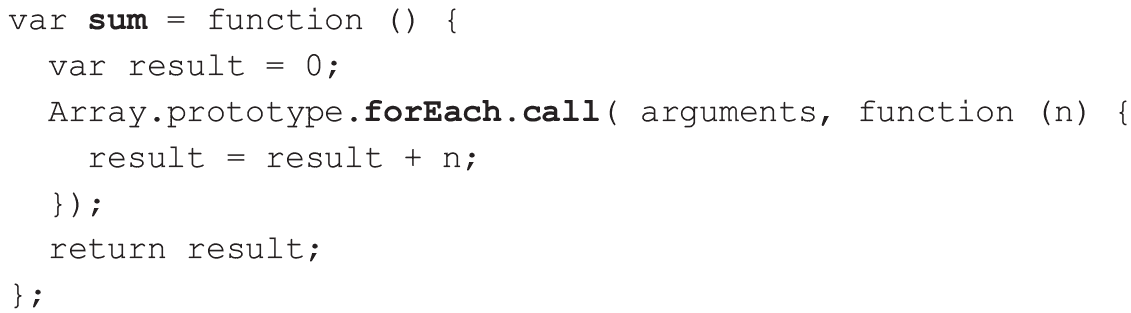 var sum = function () {
  var result = 0;
  Array.prototype.forEach.call( arguments, function (n) {
    result = result + n;
  });
  return result;
};